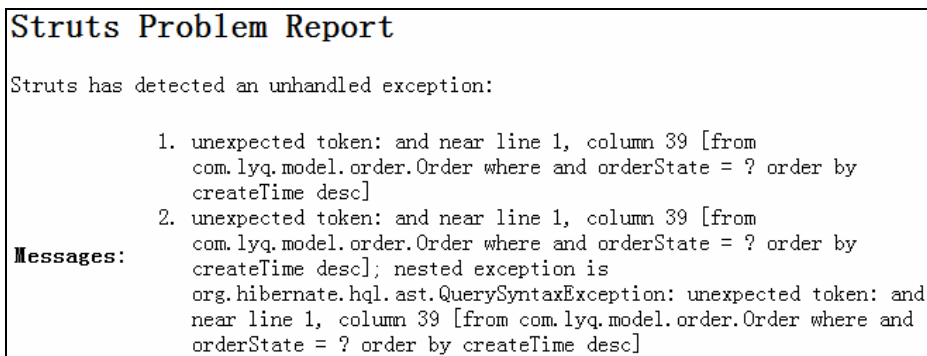 Struts Problem Report
Struts has detected an unhandled exception:
1. unexpected token: and near line 1, column 39 [from
com.lyq.model.order.Order where and orderState = ? order by
createTime desc]
2. unexpected token: and near line 1, column 39 [from
com.lyq.model.order.Order where and orderState = ? order by
Messages:
createTime desc]; nested exception is
org.hibernate.hql.ast.QuerySyntaxException: unexpected token: and
near line 1, column 39 [from com.lyq.model.order.Order where and
orderState = ? order by createTime desc]